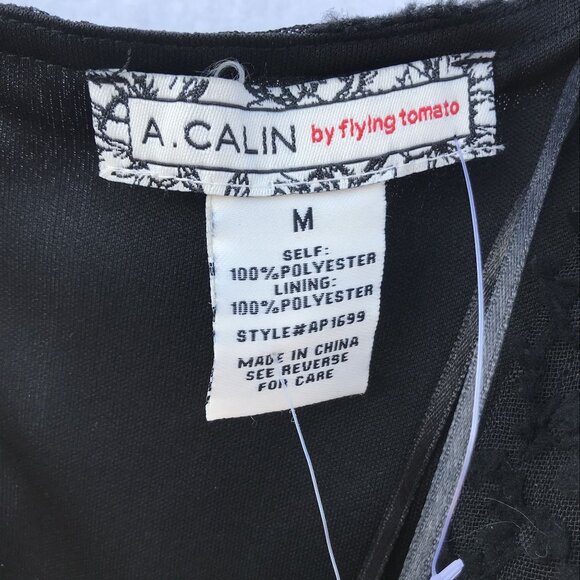 A.CALIN by flying tomato
M
SELF:
100%POLYESTER
LINING:
100%POLYESTER
STYLE#AP1699
MADE IN CHINA
SEE REVERSE
FOR CARE